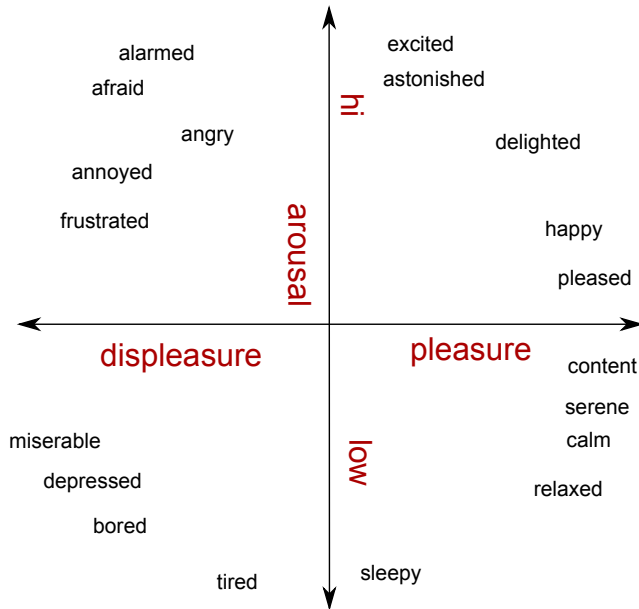 excited
alarmed
astonished
afraid
hi
angry
delighted
annoyed
frustrated
happy
arousal
pleased
displeasure
pleasure
content
serene
miserable
calm
low
depressed
relaxed
bored
sleepy
tired